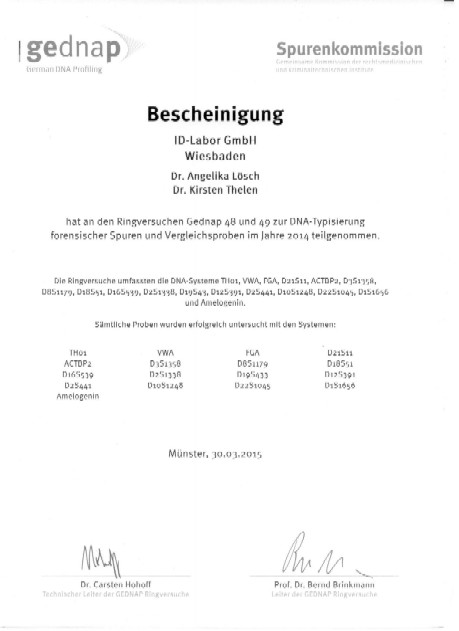 gednap
German DNA Profiling
Spurenkommission
Gemeinsame Kommission der rechtsmedizinischen
und kriminaltechnischen Institute
Bescheinigung
ID-Labor GmbH
Wiesbaden
Dr. Angelika Lösch
Dr. Kirsten Thelen
hat an den Ringversuchen Gednap 48 und 49 zur DNA-Typisierung
forensischer Spuren und Vergleichsproben im Jahre 2014 teilgenommen.
Die Ringversuche umfassten die DNA-Systeme TH01, VWA, FGA, D21S11, ACTBP2, D3S1358,
D8S1179, D18S51, D16S539, D2S1338, D19S433, D12S391, D2S441, D10S1248, D22S1045, D1S1656
und Amelogenin.
Sämtliche Proben wurden erfolgreich untersucht mit den Systemen:
TH01 VWA FGA D21S11
ACTBP2 D3S1358 D8S1179 D18S51
D16S539 D2S1338 D19S433 D12S391
D2S441 D10S1248 D22S1045 D1S1656
Amelogenin
Münster, 30.03.2015
Dr. Carsten Hohoff
Technischer Leiter der GEDNAP Ringversuche
Prof. Dr. Bernd Brinkmann
Leiter der GEDNAP Ringversuche